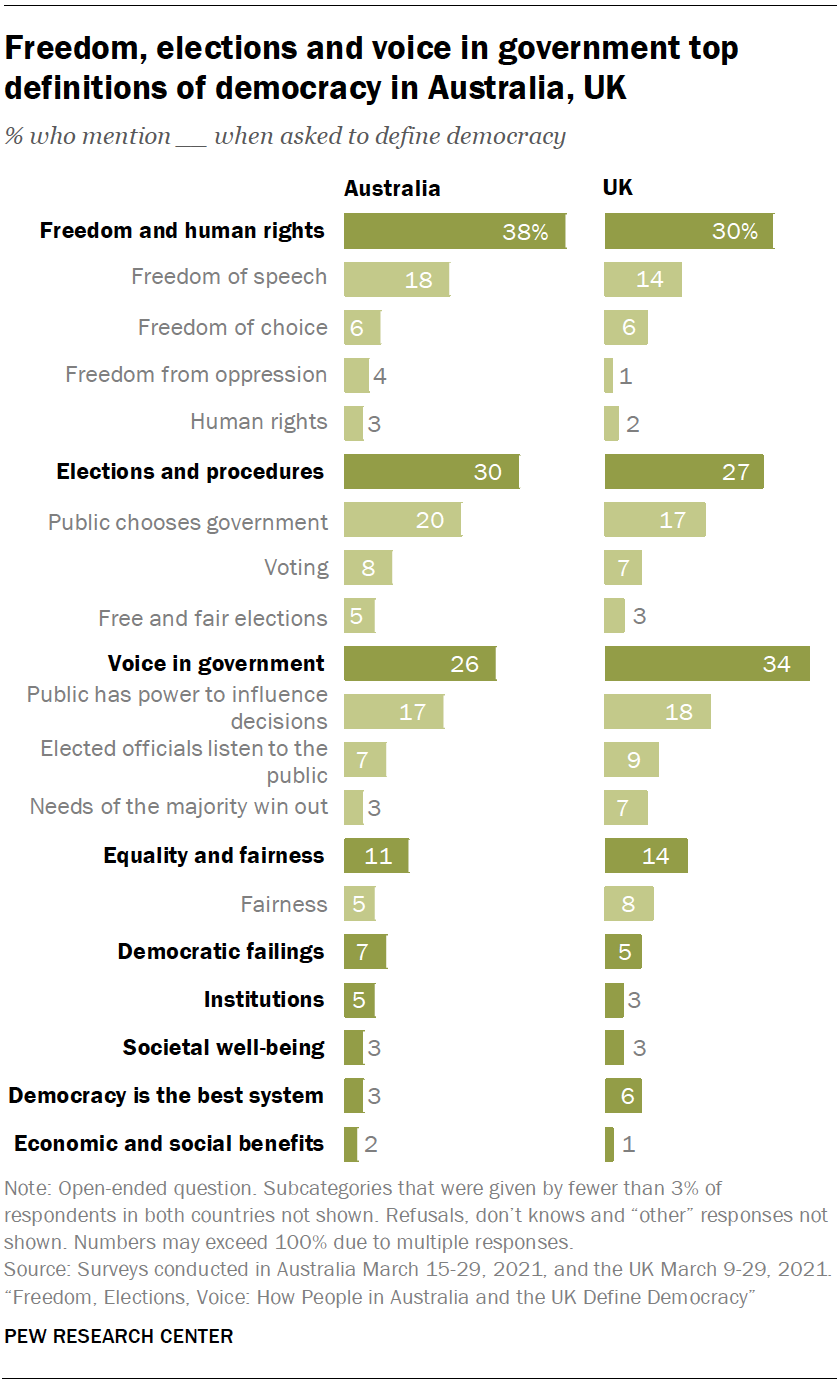 Freedom, elections and voice in government top
definitions of democracy in Australia, UK
% who mention ___ when asked to define democracy
Australia UK
Freedom and human rights 38% 30%
Freedom of speech 18 14
Freedom of choice 6 6
Freedom from oppression 4 1
Human rights 3 2
Elections and procedures 30 27
Public chooses government 20 17
Voting 8 7
Free and fair elections 5 3
Voice in government 26 34
Public has power to influence
decisions 17 18
Elected officials listen to the
public 7 9
Needs of the majority win out 3 7
Equality and fairness 11 14
Fairness 5 8
Democratic failings 7 5
Institutions 5 3
Societal well-being 3 3
Democracy is the best system 3 6
Economic and social benefits 2 1
Note: Open-ended question. Subcategories that were given by fewer than 3% of
respondents in both countries not shown. Refusals, don’t knows and “other” responses not
shown. Numbers may exceed 100% due to multiple responses.
Source: Surveys conducted in Australia March 15-29, 2021, and the UK March 9-29, 2021.
“Freedom, Elections, Voice: How People in Australia and the UK Define Democracy”
PEW RESEARCH CENTER